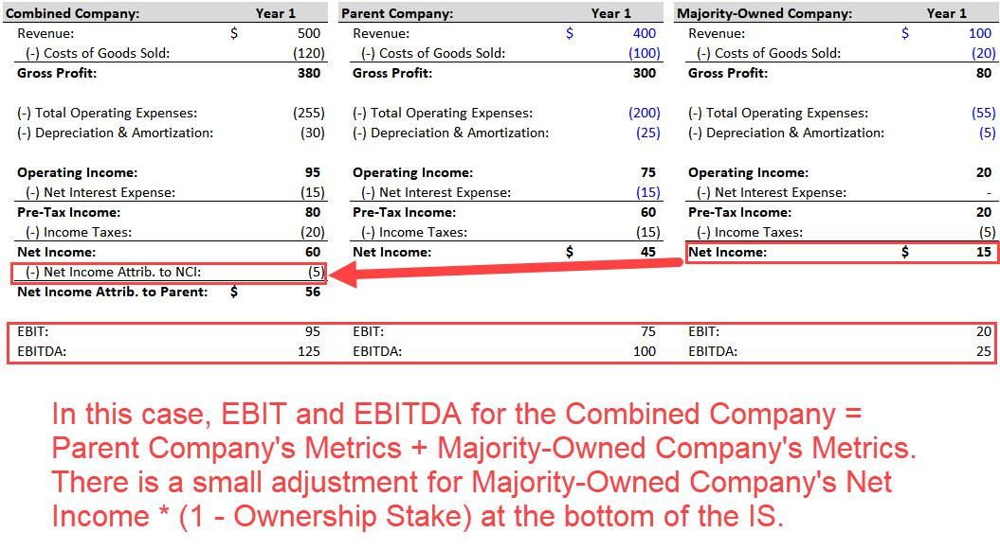 Combined Company: Year 1 Parent Company: Year 1 Majority-Owned Company: Year 1
Revenue: $ 500 Revenue: $ 400 Revenue: $ 100
(-) Costs of Goods Sold: (120) (-) Costs of Goods Sold: (100) (-) Costs of Goods Sold: (20)
Gross Profit: 380 Gross Profit: 300 Gross Profit: 80
(-) Total Operating Expenses: (255) (-) Total Operating Expenses: (200) (-) Total Operating Expenses: (55)
(-) Depreciation & Amortization: (30) (-) Depreciation & Amortization: (25) (-) Depreciation & Amortization: (5)
Operating Income: 95 Operating Income: 75 Operating Income: 20
(-) Net Interest Expense: (15) (-) Net Interest Expense: (15) (-) Net Interest Expense: -
Pre-Tax Income: 80 Pre-Tax Income: 60 Pre-Tax Income: 20
(-) Income Taxes: (20) (-) Income Taxes: (15) (-) Income Taxes: (5)
Net Income: 60 Net Income: $ 45 Net Income: $ 15
(-) Net Income Attrib. to NCI: (5)
Net Income Attrib. to Parent: $ 56
EBIT: 95 EBIT: 75 EBIT: 20
EBITDA: 125 EBITDA: 100 EBITDA: 25
In this case, EBIT and EBITDA for the Combined Company =
Parent Company's Metrics + Majority-Owned Company's Metrics.
There is a small adjustment for Majority-Owned Company's Net
Income * (1 - Ownership Stake) at the bottom of the IS.